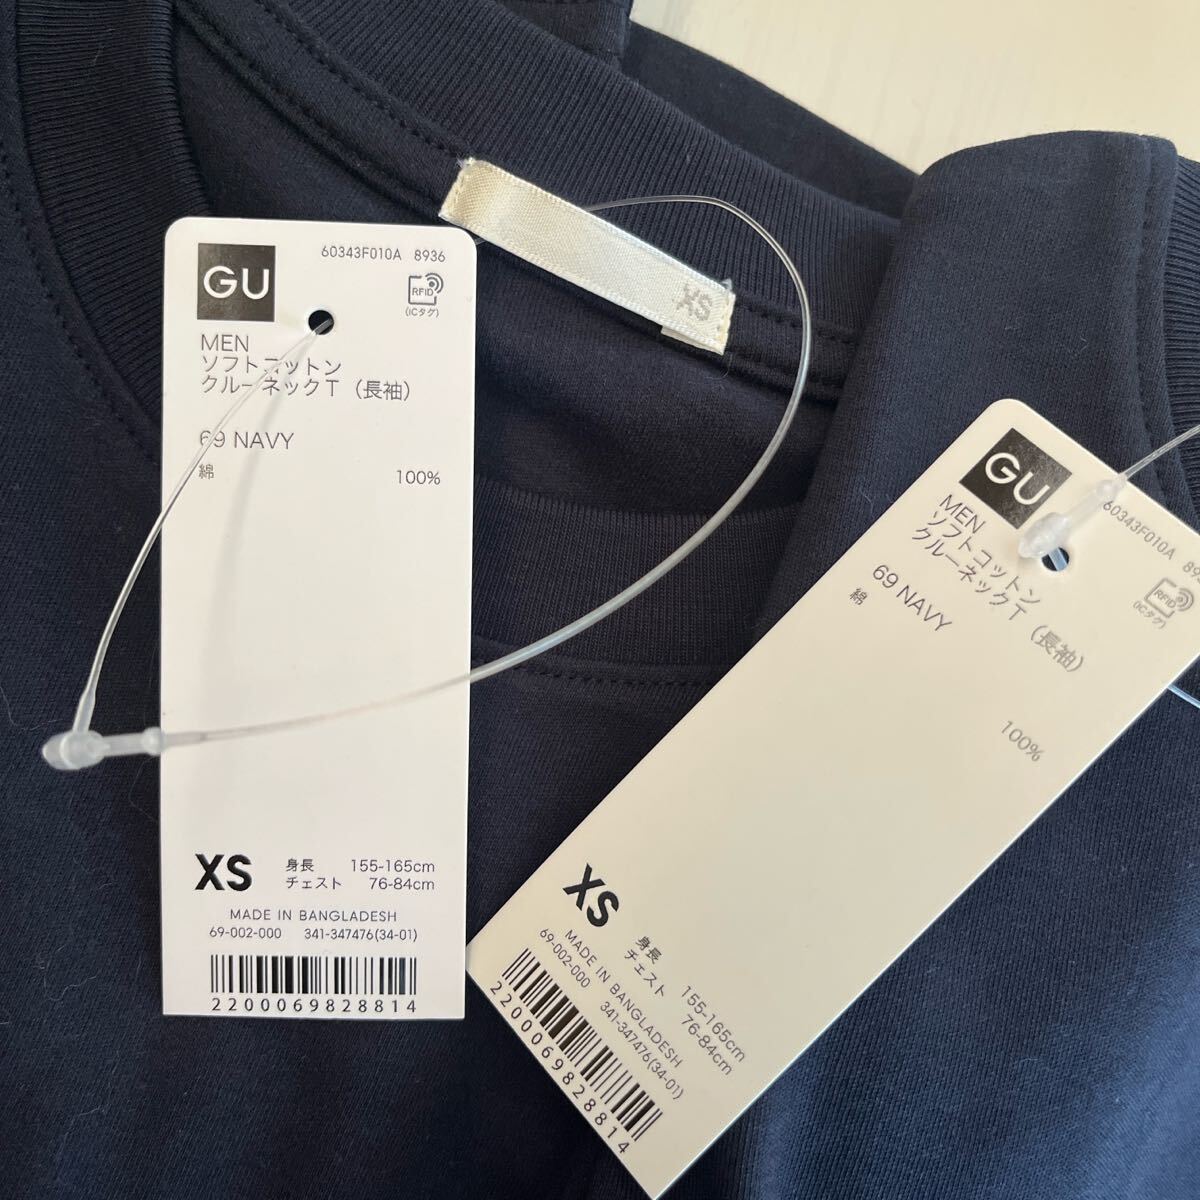 XS
GU
60343F010A 8936
RFID
(ICタグ)
MEN
ソフトコットン
クルーネックT（長袖）
69 NAVY
綿 100%
XS
身長 155-165cm
チェスト 76-84cm
MADE IN BANGLADESH
69-002-000 341-347476(34-01)
2200069828814
GU
60343F010A
RFID
(ICタグ)
MEN
ソフトコットン
クルーネックT（長袖）
69 NAVY
綿 100%
XS
身長 155-165cm
チェスト 76-84cm
MADE IN BANGLADESH
69-002-000 341-347476(34-01)
2200069828814